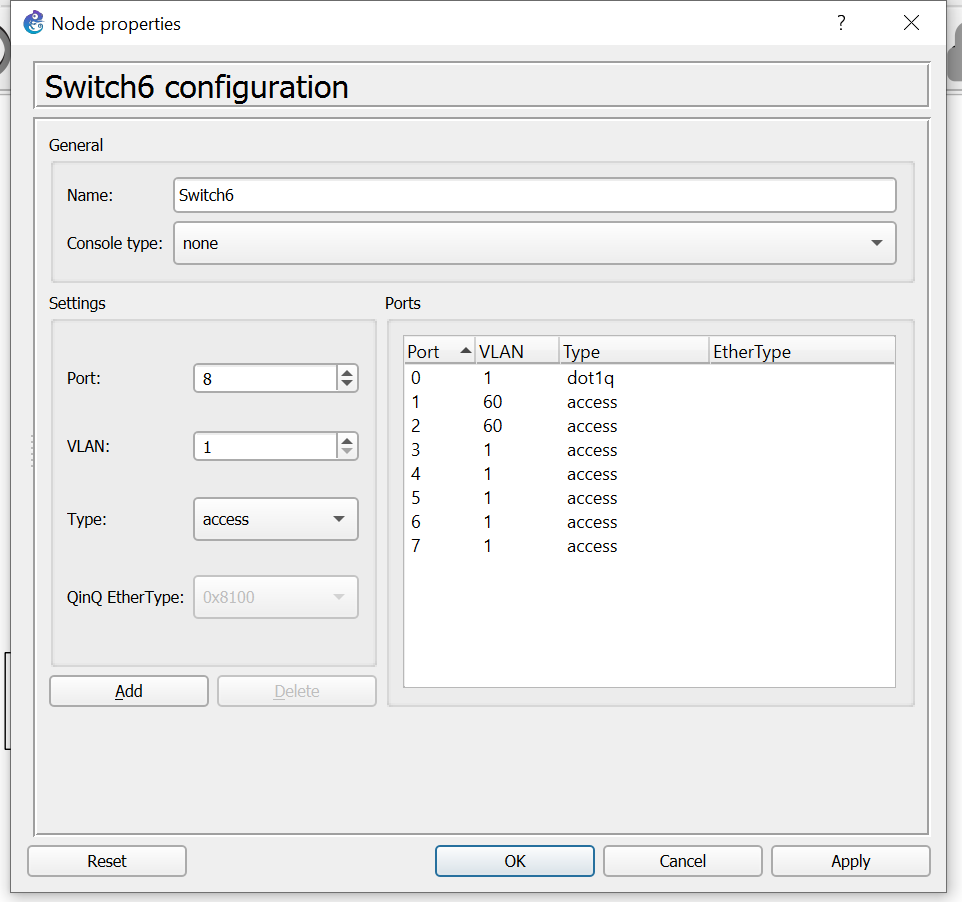 Node properties
?
Switch6 configuration
General
Name: Switch6
Console type: none
Settings
Port: 8
VLAN: 1
Type: access
QinQ EtherType: 0x8100
Add Delete
Ports
Port VLAN Type EtherType
0 1 dot1q
1 60 access
2 60 access
3 1 access
4 1 access
5 1 access
6 1 access
7 1 access
Reset OK Cancel Apply